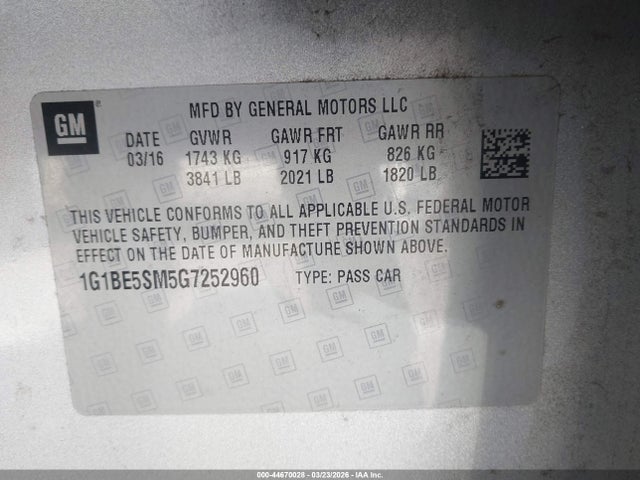 GM
MFD BY GENERAL MOTORS LLC
DATE GVWR GAWR FRT GAWR RR
03/16 1743 KG 917 KG 826 KG
3841 LB 2021 LB 1820 LB
THIS VEHICLE CONFORMS TO ALL APPLICABLE U.S. FEDERAL MOTOR
VEHICLE SAFETY, BUMPER, AND THEFT PREVENTION STANDARDS IN
EFFECT ON THE DATE OF MANUFACTURE SHOWN ABOVE.
1G1BE5SM5G7252960 TYPE: PASS CAR
000-44670028 - 03/23/2026 - IAA Inc.